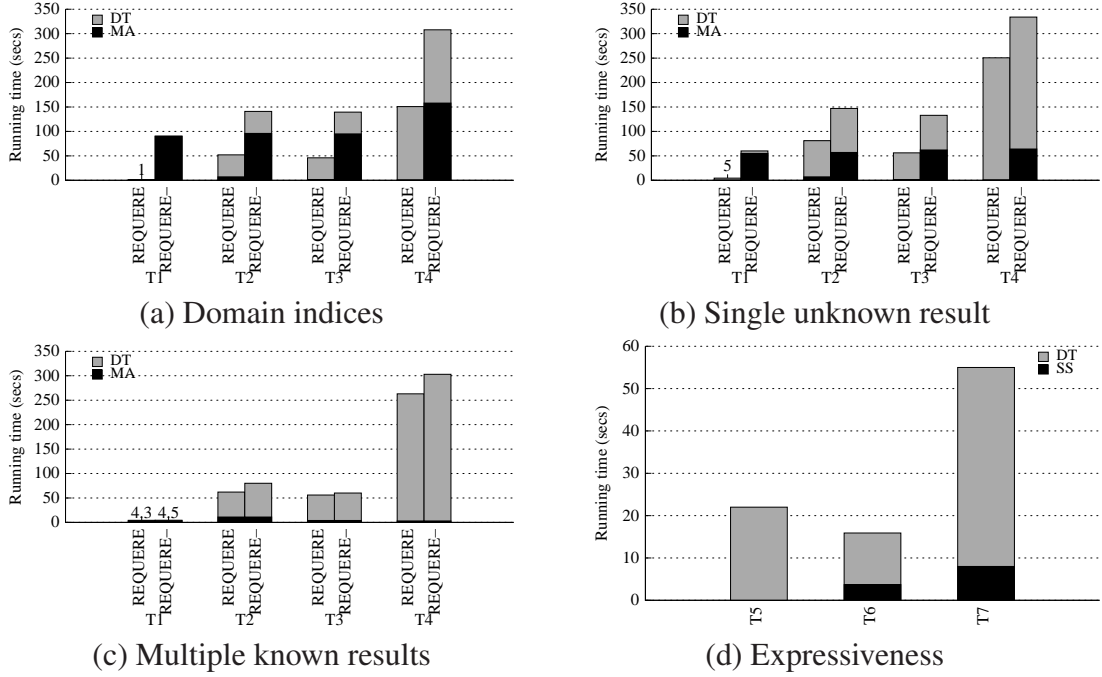 Running time (secs)
350
300
250
200
150
100
50
0
DT
MA
1
REQUERE
REQUERE-
REQUERE
REQUERE-
REQUERE
REQUERE-
REQUERE
REQUERE-
T1
T2
T3
T4
(a) Domain indices
Running time (secs)
350
300
250
200
150
100
50
0
DT
MA
5
REQUERE
REQUERE-
REQUERE
REQUERE-
REQUERE
REQUERE-
REQUERE
REQUERE-
T1
T2
T3
T4
(b) Single unknown result
Running time (secs)
350
300
250
200
150
100
50
0
DT
MA
4,3
4,5
REQUERE
REQUERE-
REQUERE
REQUERE-
REQUERE
REQUERE-
REQUERE
REQUERE-
T1
T2
T3
T4
(c) Multiple known results
Running time (secs)
60
50
40
30
20
10
0
DT
SS
T5
T6
T7
(d) Expressiveness